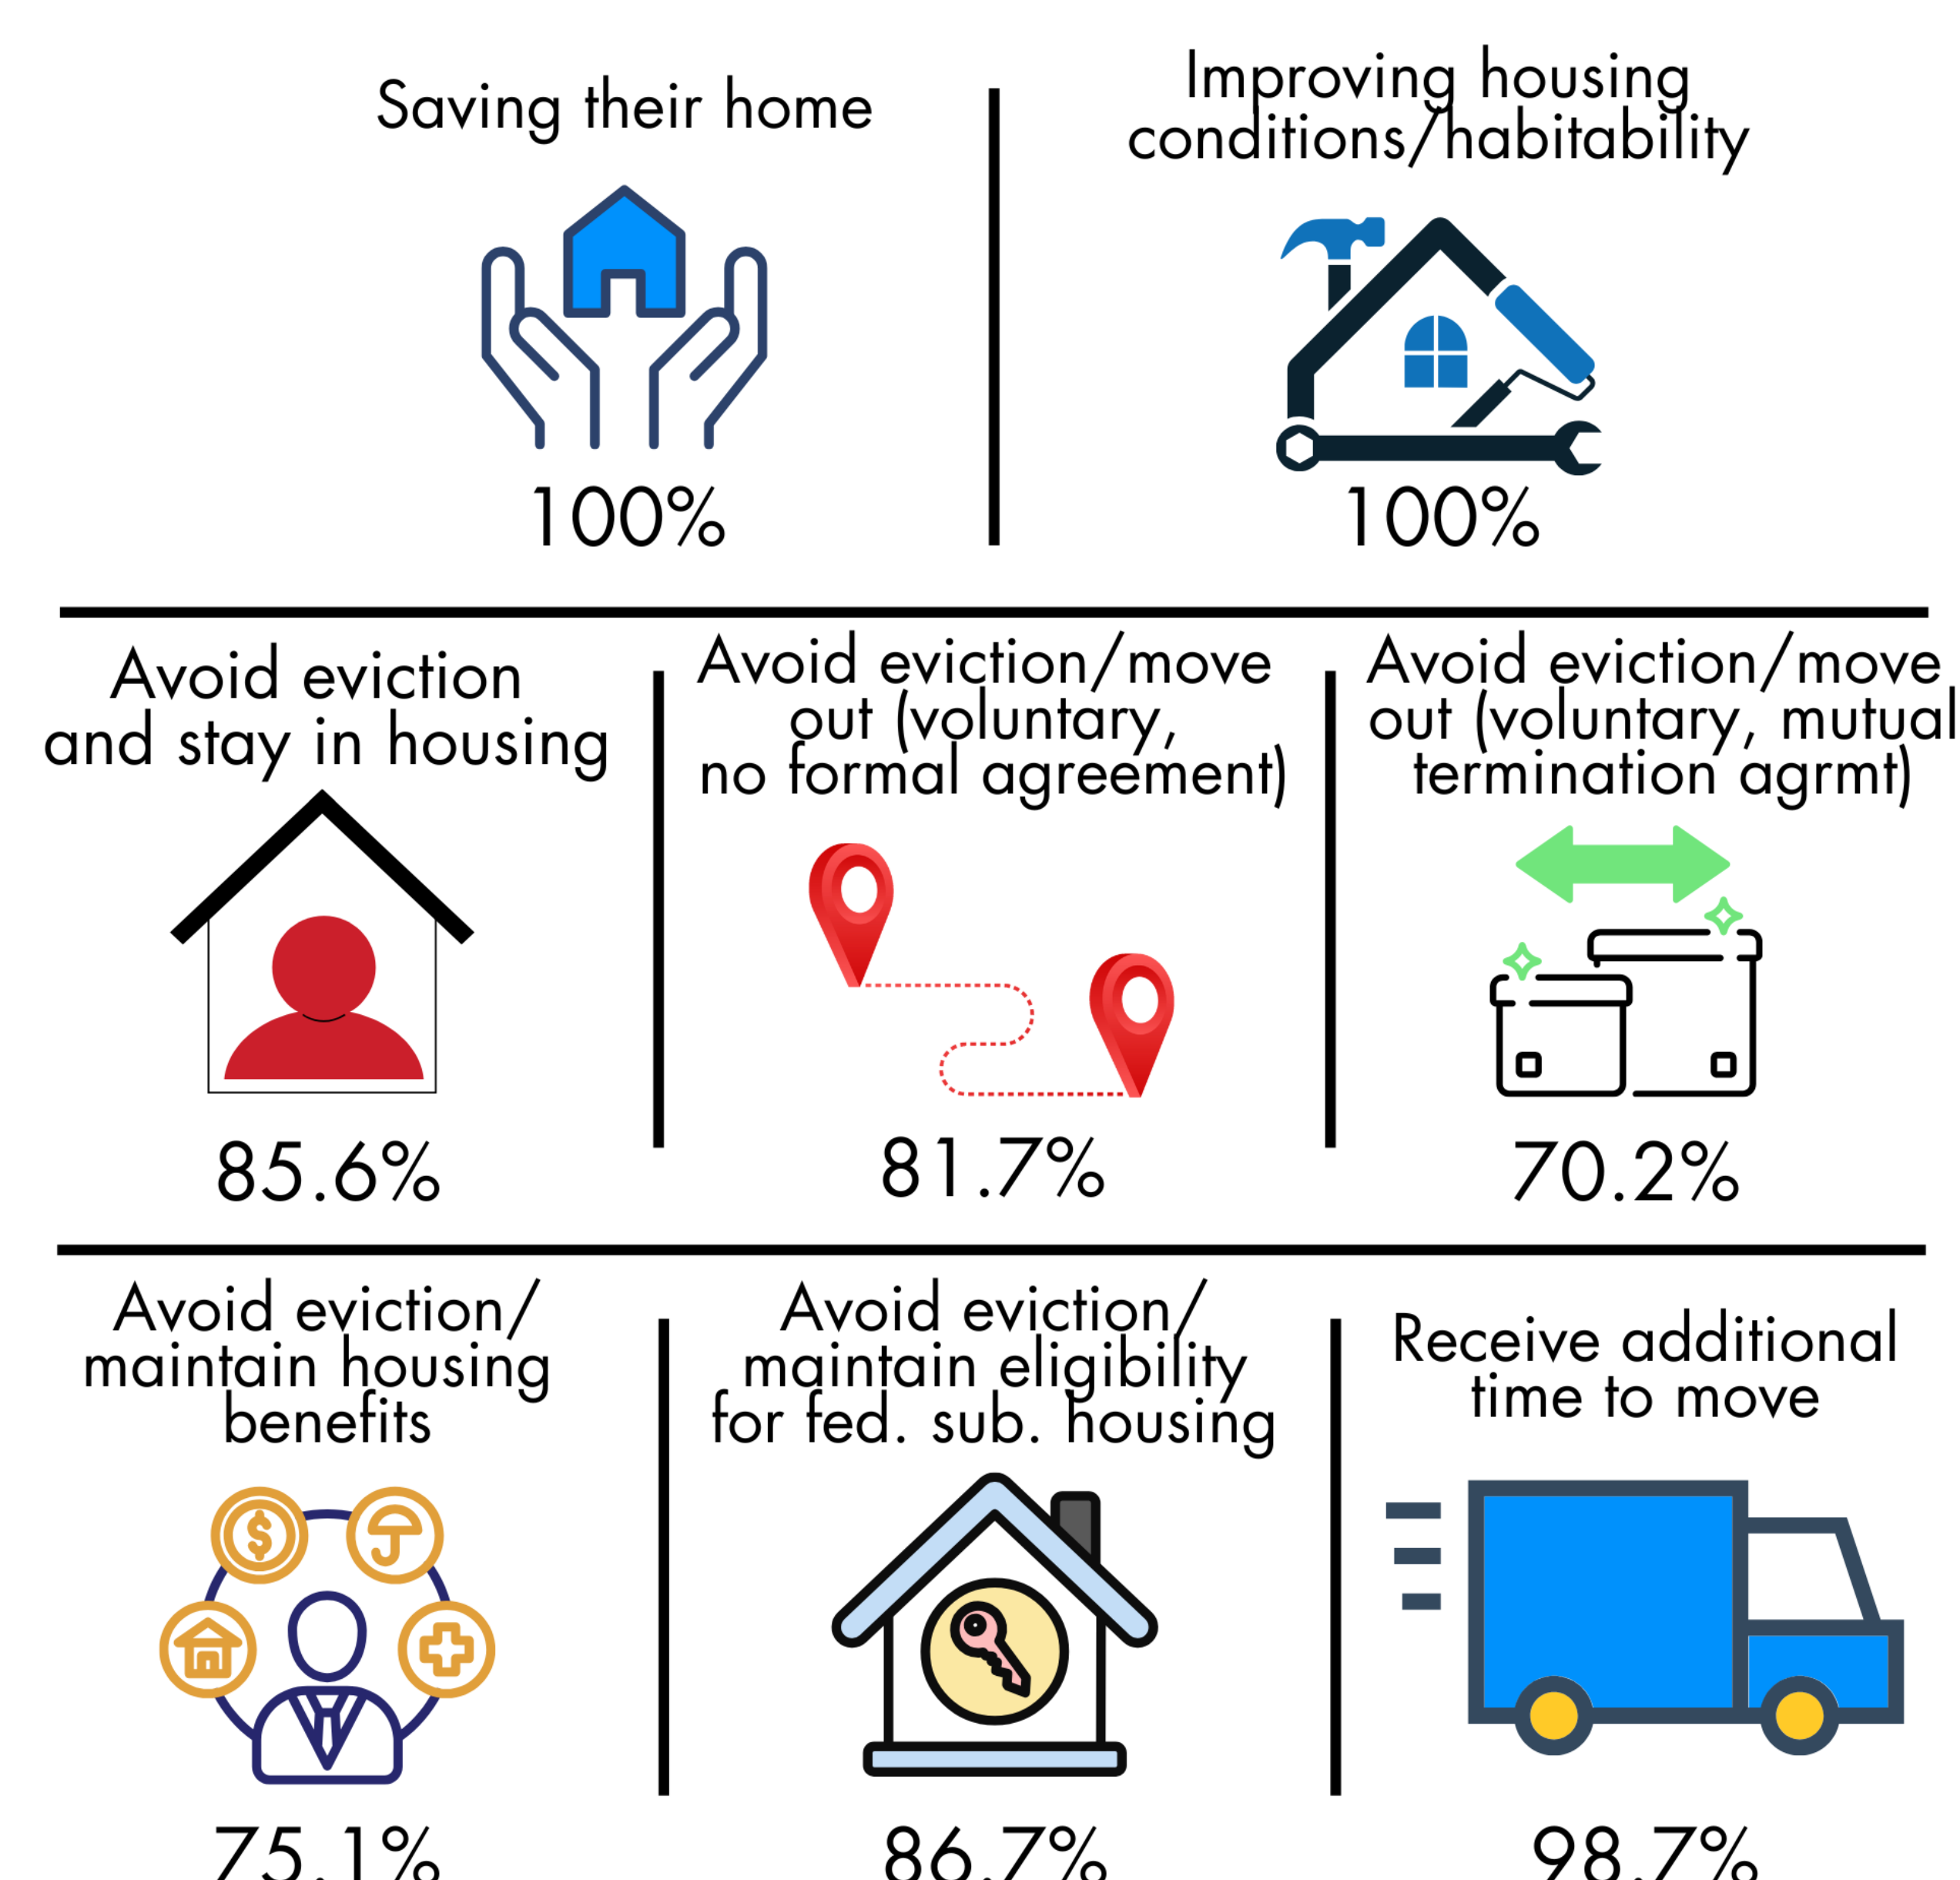 Saving their home
100%
Improving housing
conditions/habitability
100%
Avoid eviction
and stay in housing
85.6%
Avoid eviction/move
out (voluntary,
no formal agreement)
81.7%
Avoid eviction/move
out (voluntary, mutual
termination agrmt)
70.2%
Avoid eviction/
maintain housing
benefits
$
75.1%
Avoid eviction/
maintain eligibility
for fed. sub. housing
86.7%
Receive additional
time to move
98.7%